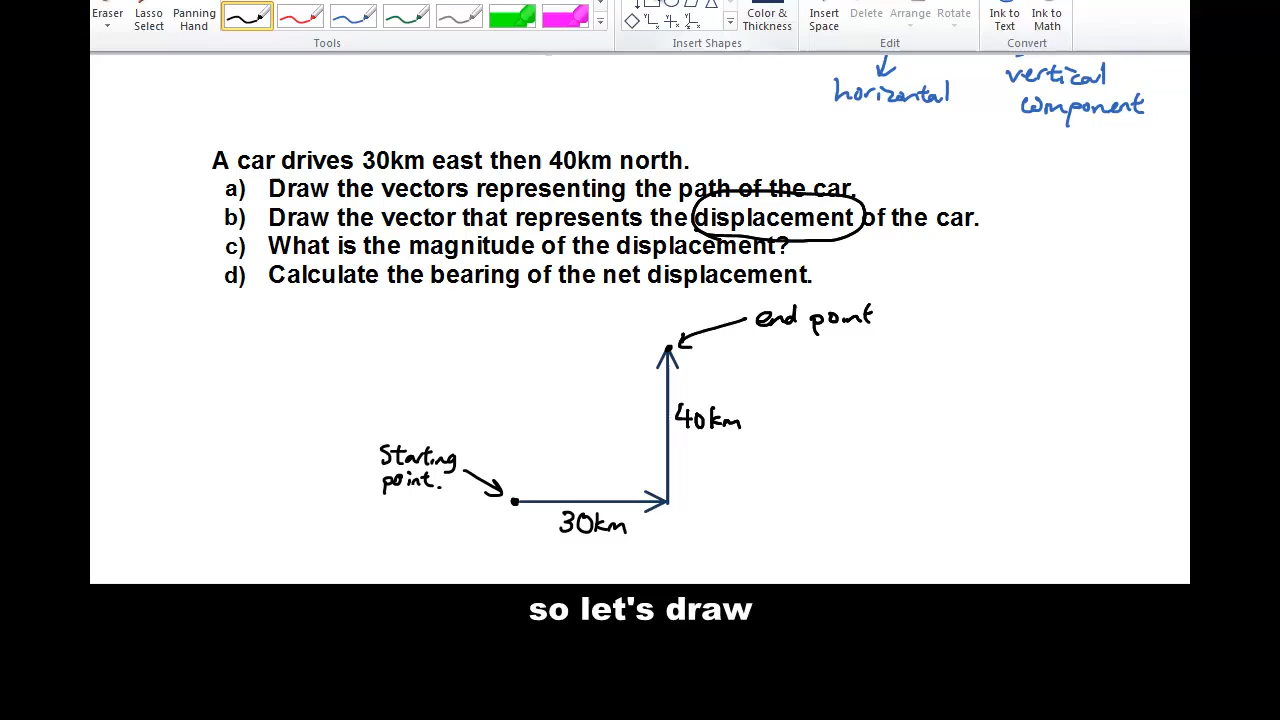 Eraser
Lasso
Select
Panning
Hand
Color &
Thickness
Insert
Space
Delete
Arrange
Rotate
Ink to
Text
Ink to
Math
Tools
Insert Shapes
Edit
Convert
horizontal
vertical
component
A car drives 30km east then 40km north.
a) Draw the vectors representing the path of the car.
b) Draw the vector that represents the displacement of the car.
c) What is the magnitude of the displacement?
d) Calculate the bearing of the net displacement.
end point
40km
Starting
point.
30km
so let's draw